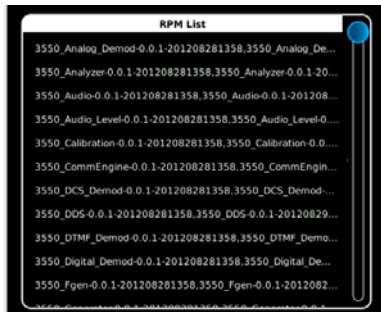 RPM List
3550_Analog_Demod-0.0.1-201208281358,3550_Analog_De...
3550_Analyzer-0.0.1-201208281358,3550_Analyzer-0.0.1-20...
3550_Audio-0.0.1-201208281358,3550_Audio-0.0.1-201208...
3550_Audio_Level-0.0.1-201208281358,3550_Audio_Level-0....
3550_Calibration-0.0.1-201208281358,3550_Calibration-0.0....
3550_CommEngine-0.0.1-201208281358,3550_CommEngin...
3550_DCS_Demod-0.0.1-201208281358,3550_DCS_Demod-...
3550_DDS-0.0.1-201208281358,3550_DDS-0.0.1-20120829...
3550_DTMF_Demod-0.0.1-201208281358,3550_DTMF_Demo...
3550_Digital_Demod-0.0.1-201208281358,3550_Digital_De...
3550_Fgen-0.0.1-201208281358,3550_Fgen-0.0.1-2012082...